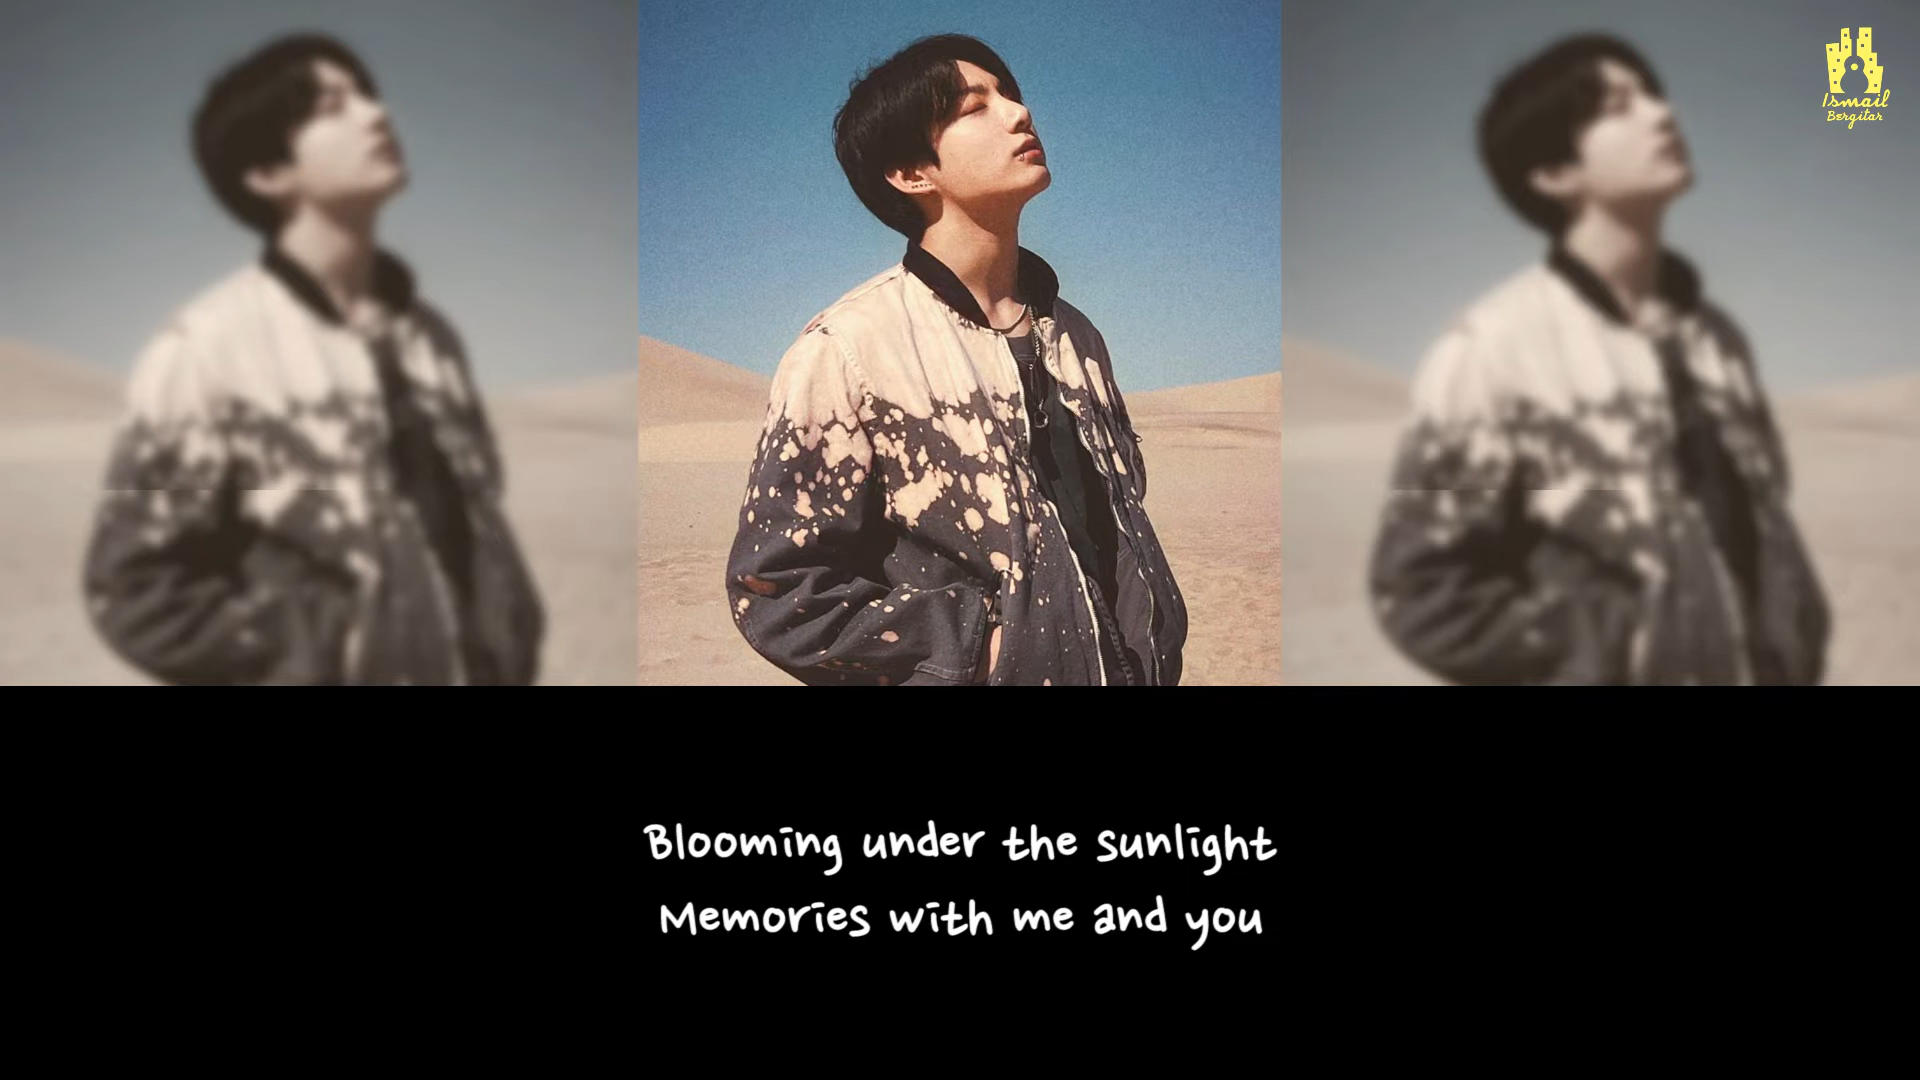 Ismail
Bergitar
Blooming under the sunlight
Memories with me and you